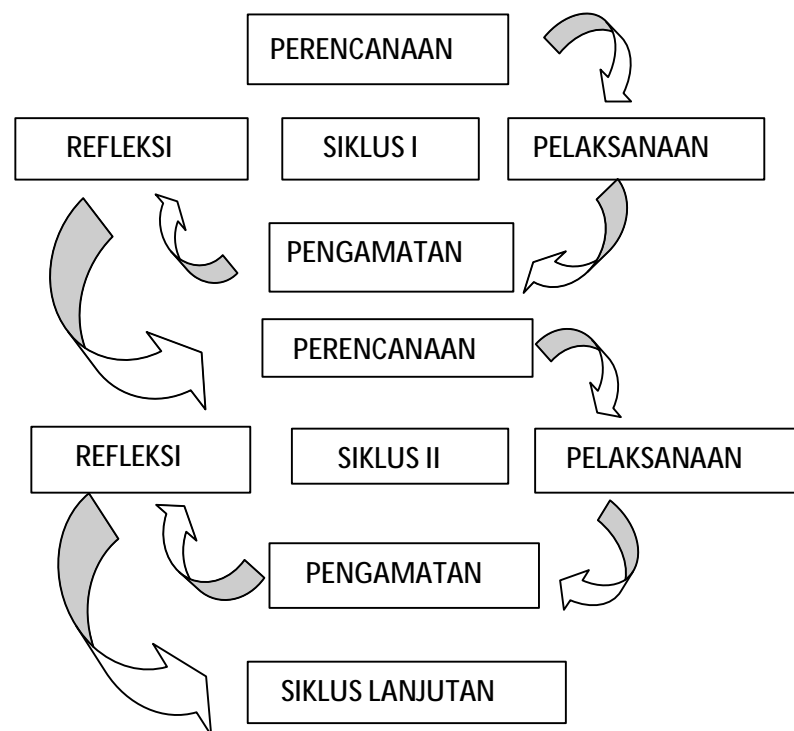 PERENCANAAN
REFLEKSI
SIKLUS I
PELAKSANAAN
PENGAMATAN
PERENCANAAN
REFLEKSI
SIKLUS II
PELAKSANAAN
PENGAMATAN
SIKLUS LANJUTAN